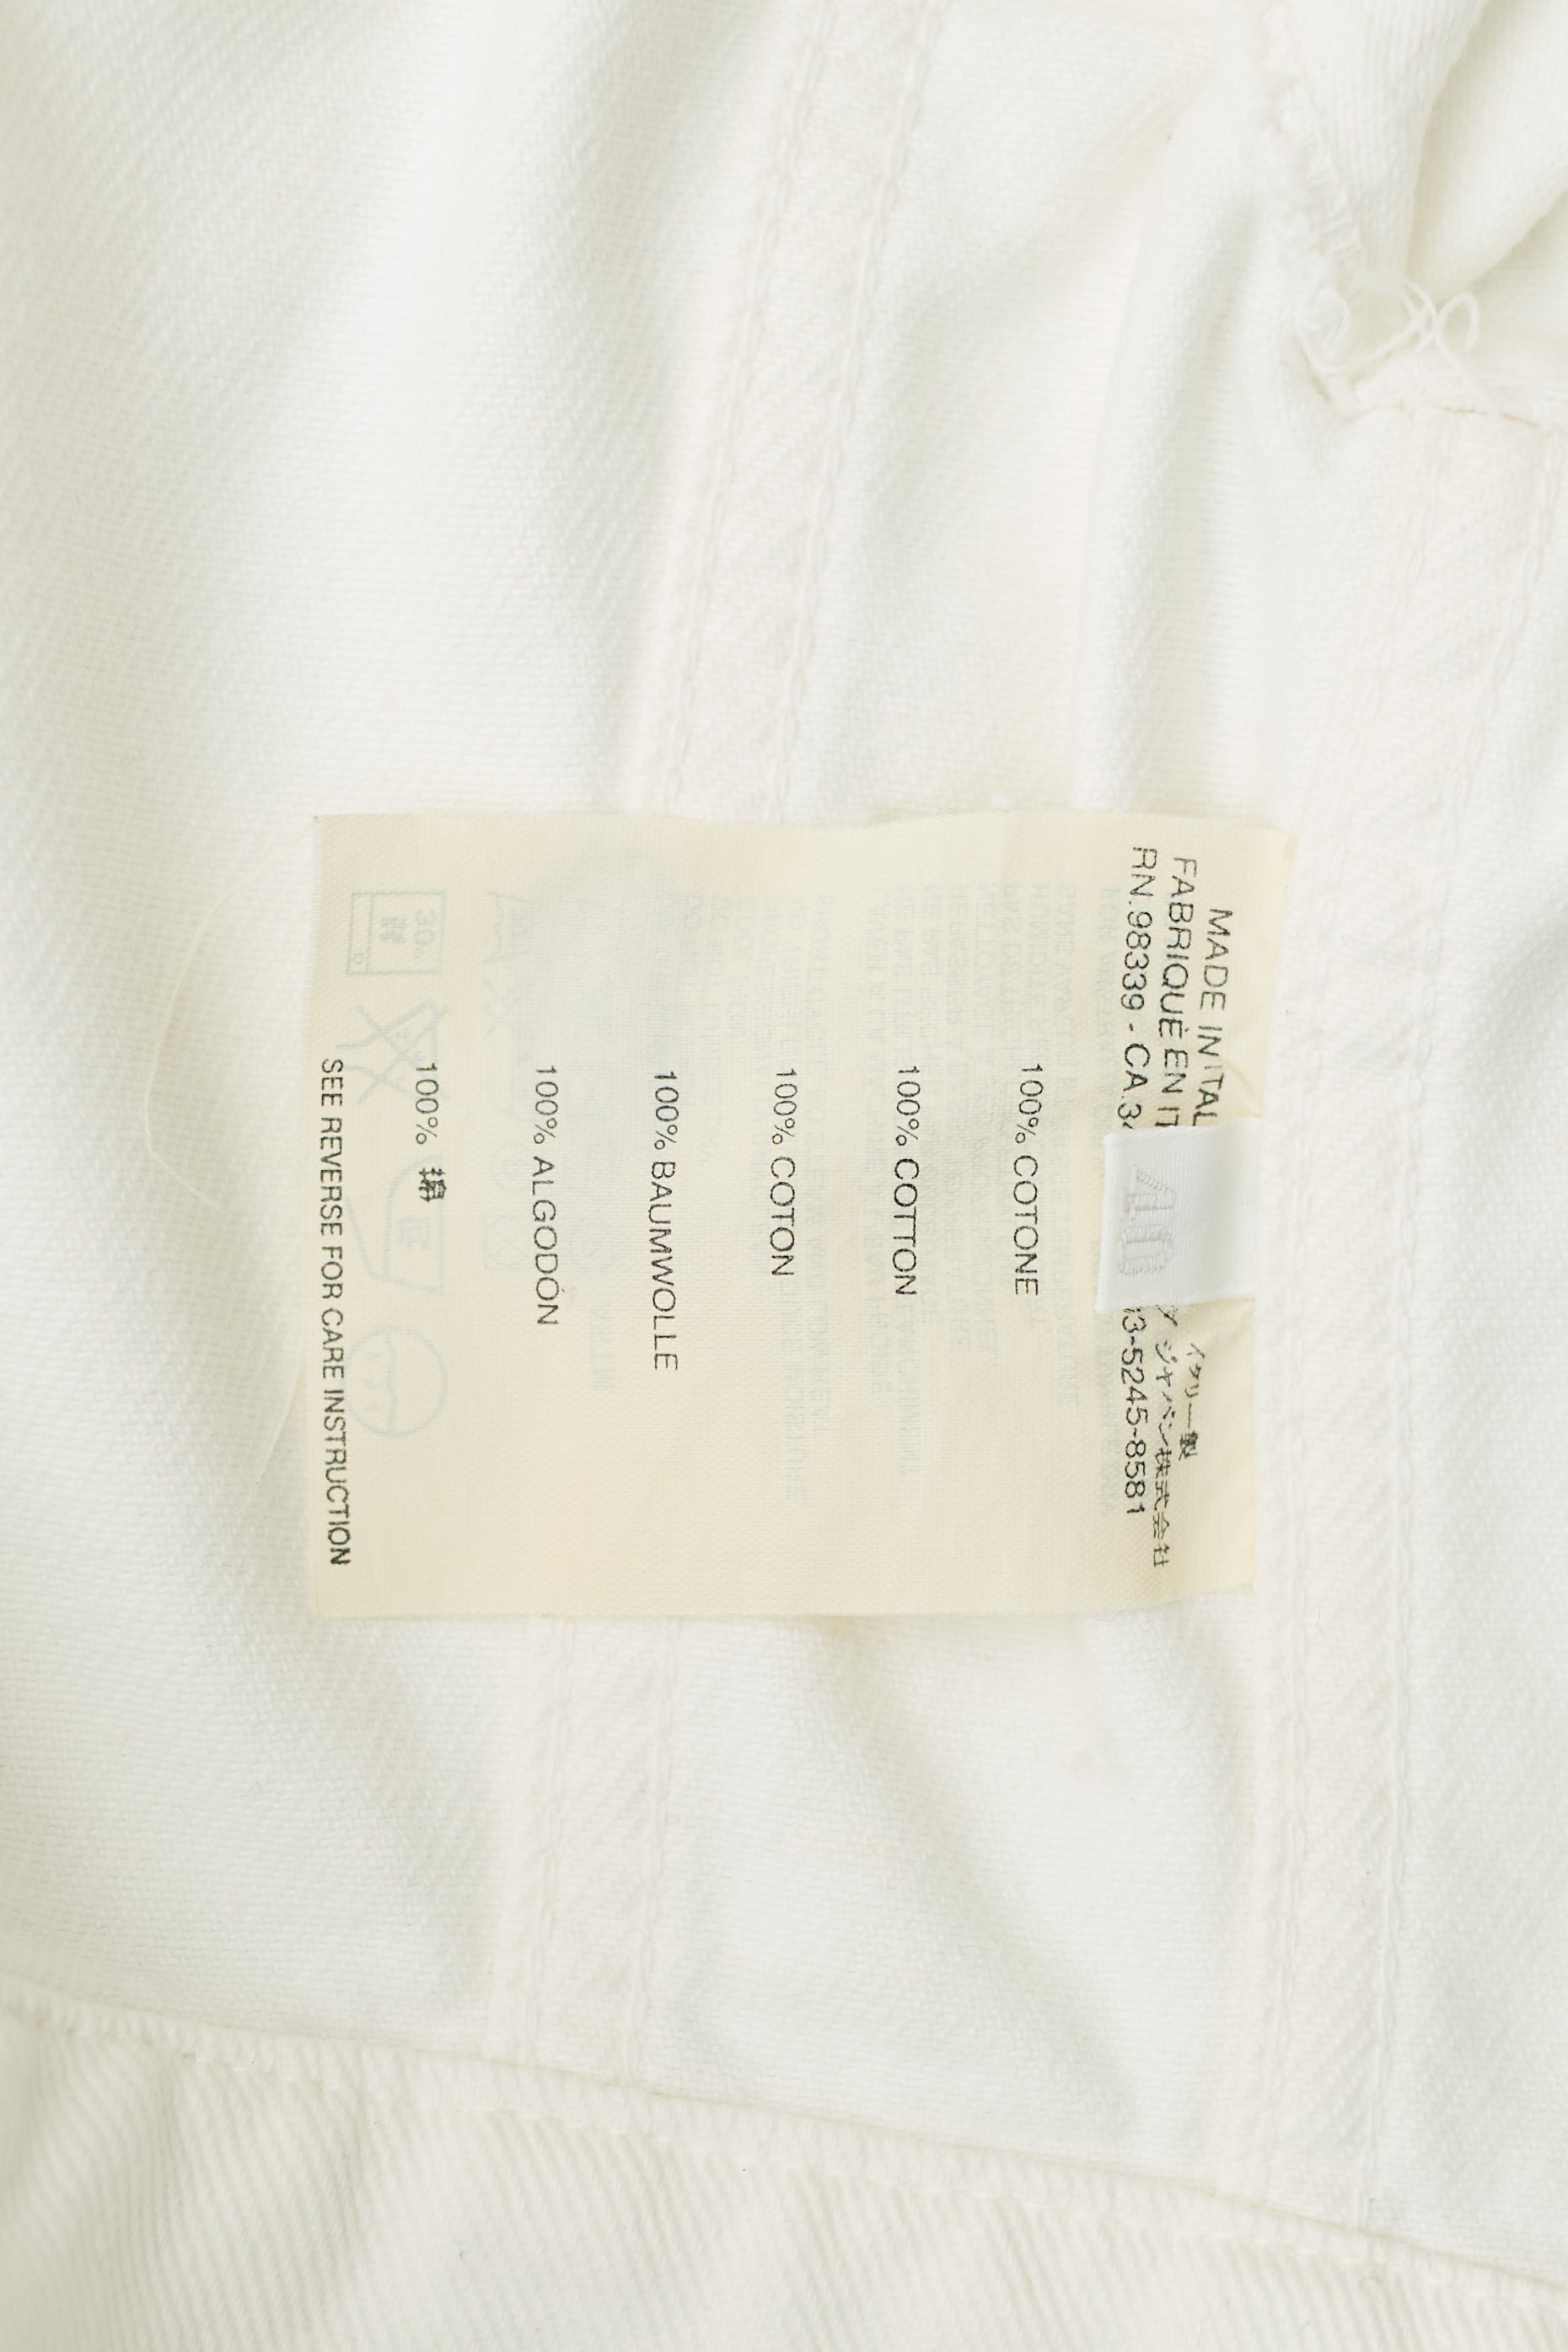 MADE IN ITAL
イタリー製
FABRIQUÉ EN IT
ジャパン株式会社
RN.98339 - CA.3
3-5245-8581
40
100% COTONE
100% COTTON
100% COTON
100% BAUMWOLLE
100% ALGODÓN
100% 綿
SEE REVERSE FOR CARE INSTRUCTION